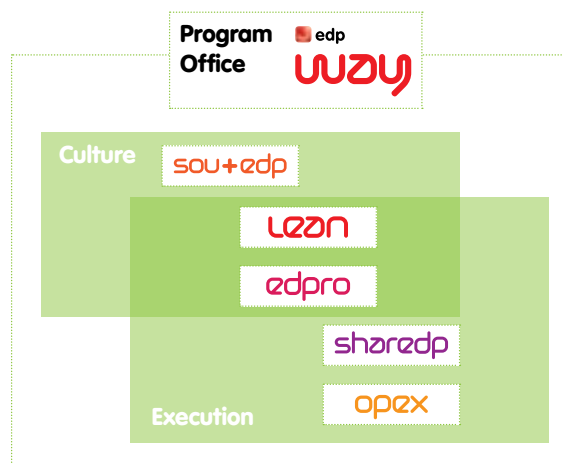 Program
Office
edp
way
Culture
sou+edp
lean
edpro
sharedp
opex
Execution